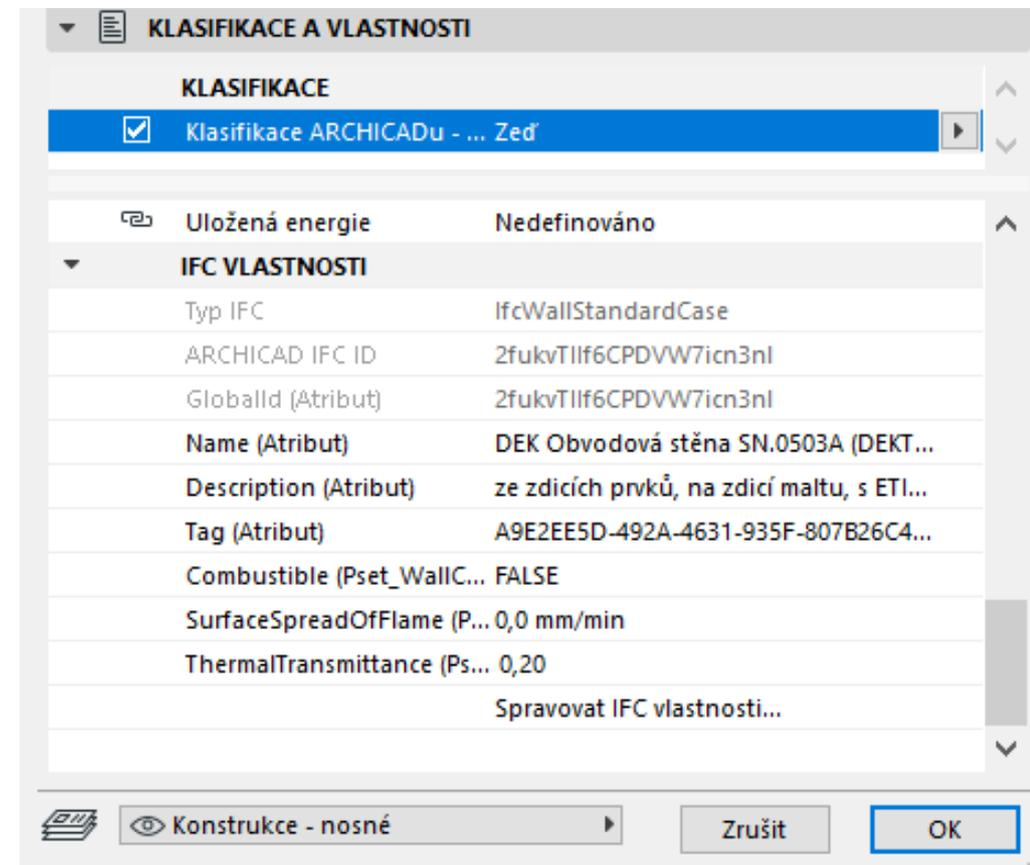 KLASIFIKACE A VLASTNOSTI
KLASIFIKACE
Klasifikace ARCHICADu - ... Zeď
Uložená energie Nedefinováno
IFC VLASTNOSTI
Typ IFC IfcWallStandardCase
ARCHICAD IFC ID 2fukvTIIf6CPDVW7icn3nI
GlobalId (Atribut) 2fukvTIIf6CPDVW7icn3nI
Name (Atribut) DEK Obvodová stěna SN.0503A (DEKT...
Description (Atribut) ze zdicích prvků, na zdicí maltu, s ETI...
Tag (Atribut) A9E2EE5D-492A-4631-935F-807B26C4...
Combustible (Pset_WallC... FALSE
SurfaceSpreadOfFlame (P... 0,0 mm/min
ThermalTransmittance (Ps... 0,20
Spravovat IFC vlastnosti...
Konstrukce - nosné
Zrušit
OK